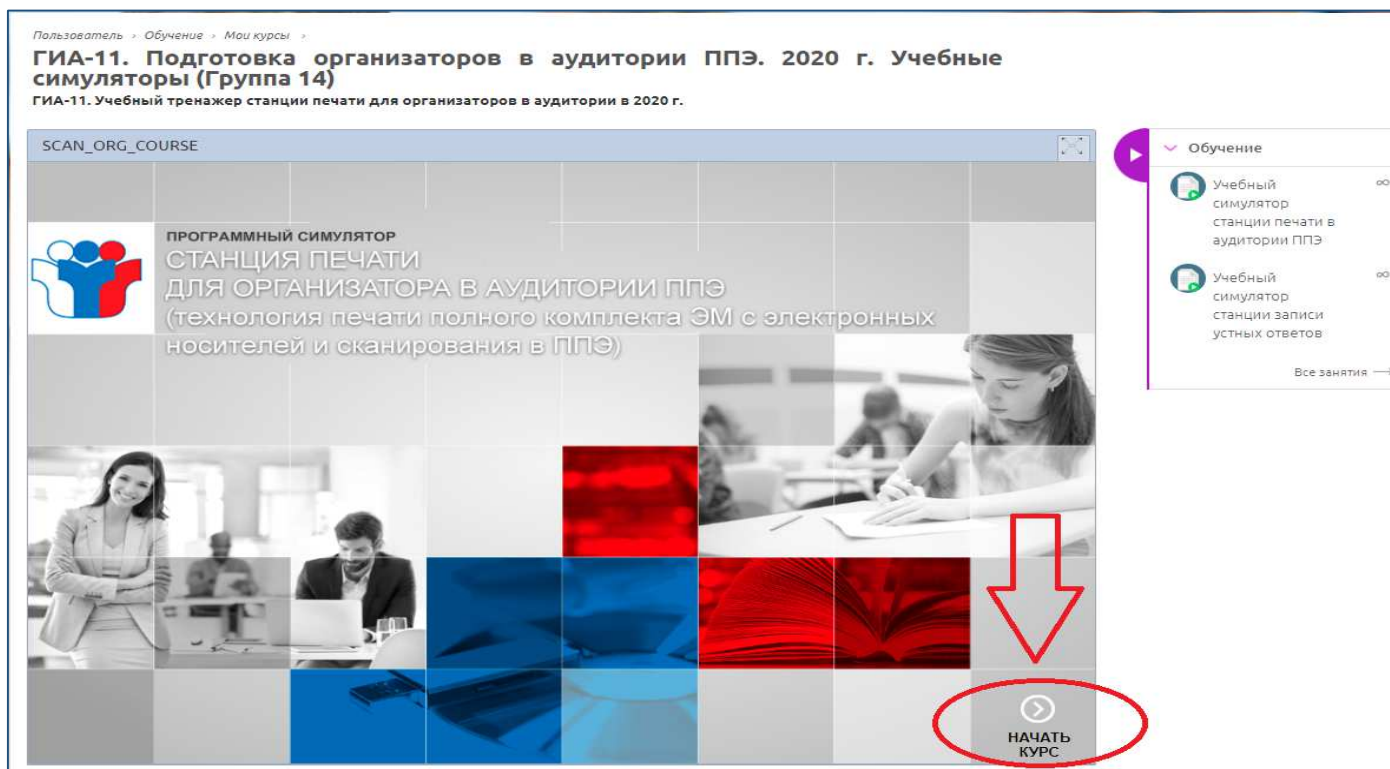 Пользователь › Обучение › Мои курсы ›
ГИА-11. Подготовка организаторов в аудитории ППЭ. 2020 г. Учебные
симуляторы (Группа 14)
ГИА-11. Учебный тренажер станции печати для организаторов в аудитории в 2020 г.
SCAN_ORG_COURSE
ПРОГРАММНЫЙ СИМУЛЯТОР
СТАНЦИЯ ПЕЧАТИ
ДЛЯ ОРГАНИЗАТОРА В АУДИТОРИИ ППЭ
(технология печати полного комплекта ЭМ с электронных
носителей и сканирования в ППЭ)
НАЧАТЬ
КУРС
Обучение
Учебный
симулятор
станции печати в
аудитории ППЭ
Учебный
симулятор
станции записи
устных ответов
Все занятия